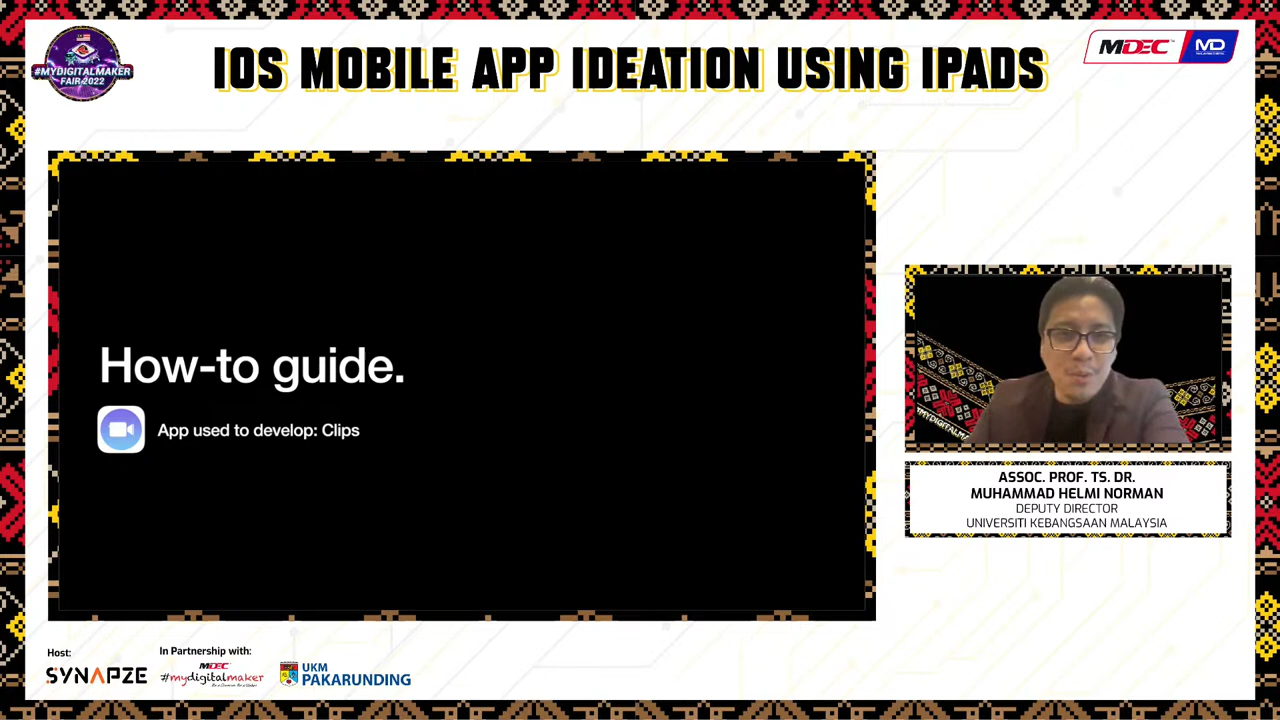 #MYDIGITALMAKER
FAIR 2022
IOS MOBILE APP IDEATION USING IPADS
MDEC
MD
How-to guide.
App used to develop: Clips
#MYDIGITALMA
ASSOC. PROF. TS. DR.
MUHAMMAD HELMI NORMAN
DEPUTY DIRECTOR
UNIVERSITI KEBANGSAAN MALAYSIA
Host:
SYNAPZE
In Partnership with:
MDEC
#mydigitalmaker
UKM
PAKARUNDING